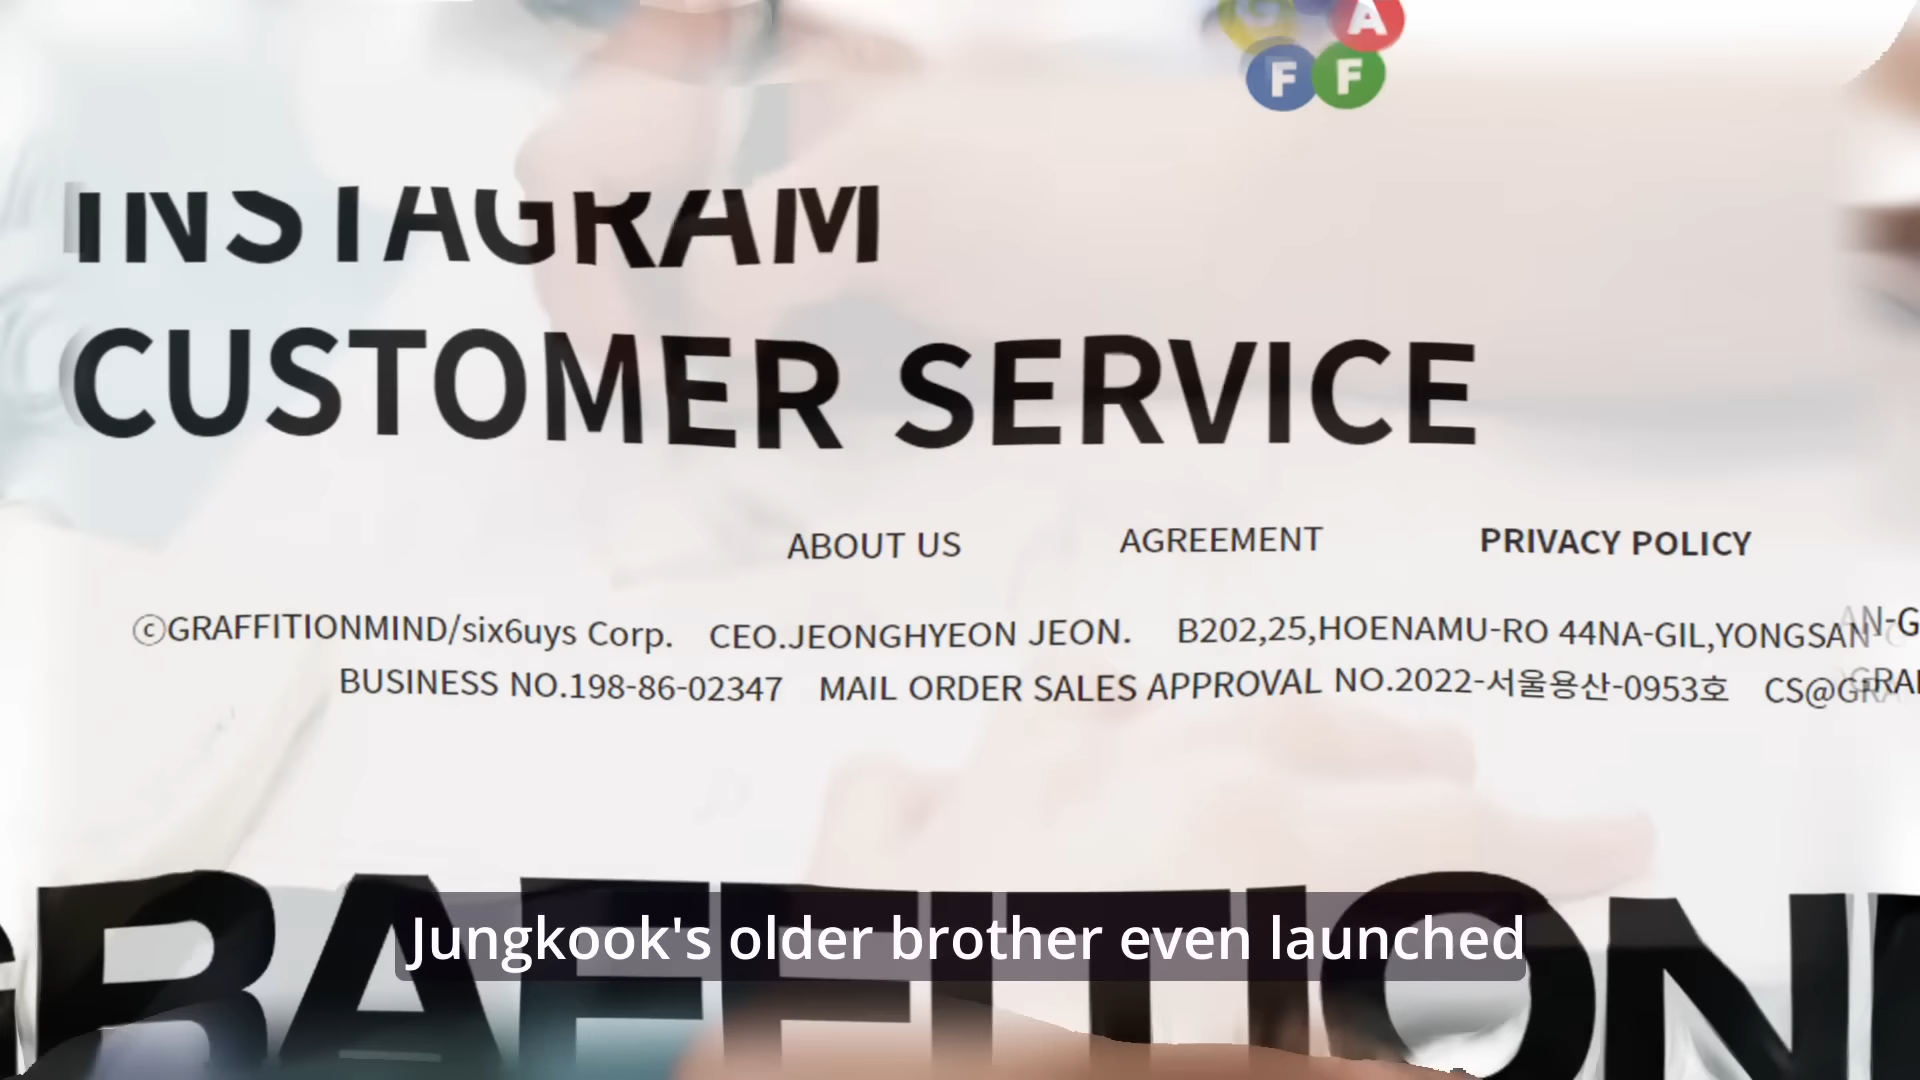 G A
F F
INSTAGRAM
CUSTOMER SERVICE
ABOUT US AGREEMENT PRIVACY POLICY
ⓒGRAFFITIONMIND/six6uys Corp. CEO.JEONGHYEON JEON. B202,25,HOENAMU-RO 44NA-GIL,YONGSAN
BUSINESS NO.198-86-02347 MAIL ORDER SALES APPROVAL NO.2022-서울용산-0953호
GRAFFITION
Jungkook's older brother even launched